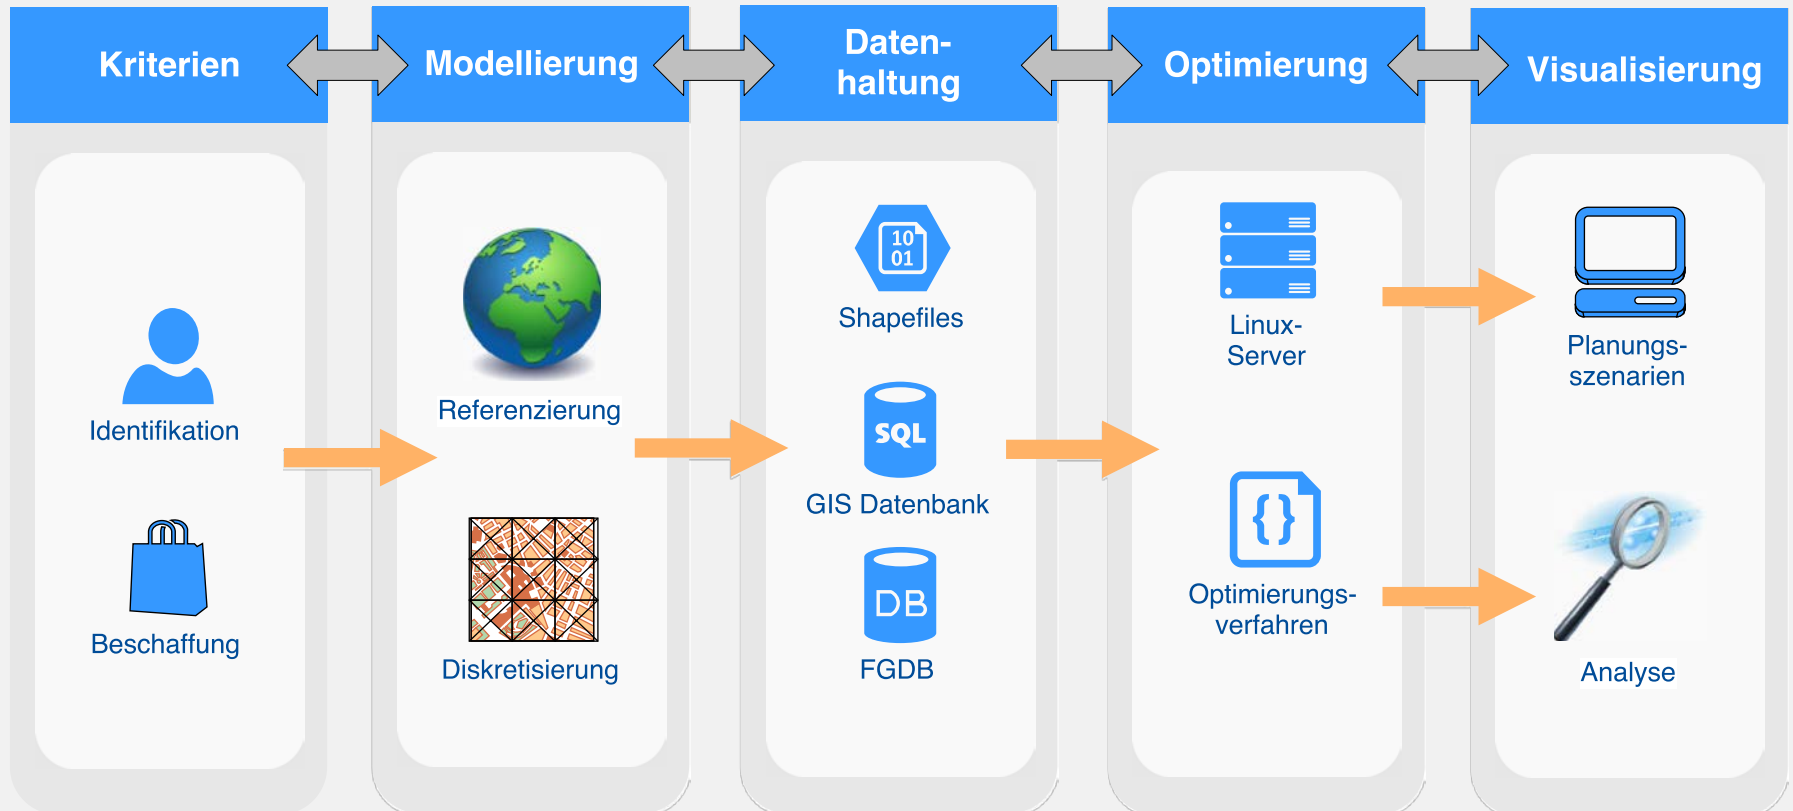 Kriterien
Modellierung
Daten-
haltung
Optimierung
Visualisierung
Identifikation
Beschaffung
Referenzierung
Diskretisierung
10
01
Shapefiles
SQL
GIS Datenbank
DB
FGDB
Linux-
Server
{}
Optimierungs-
verfahren
Planungs-
szenarien
Analyse